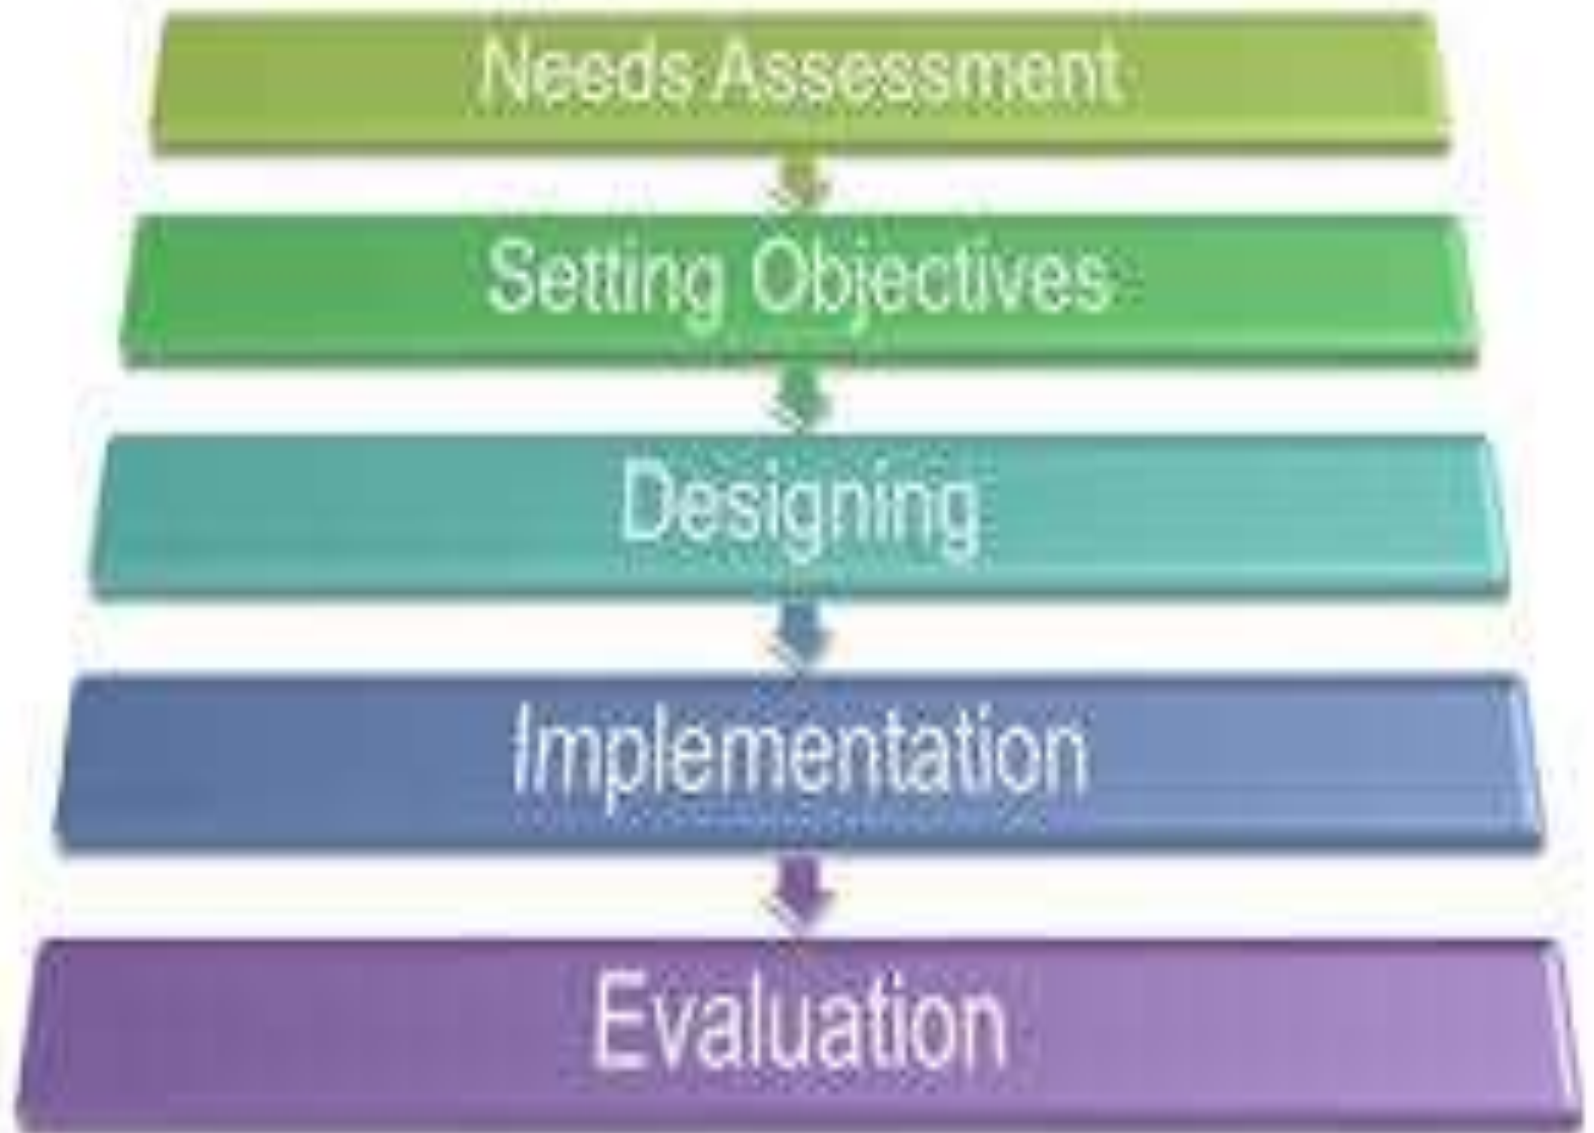 Needs Assessment
Setting Objectives
Designing
Implementation
Evaluation